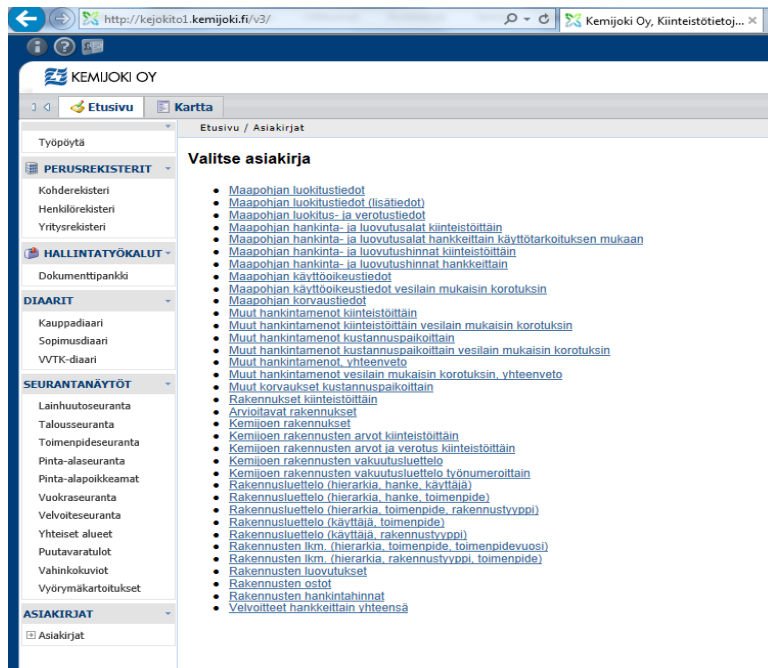 http://kejokito1.kemijoki.fi/v3/
Kemijoki Oy, Kiinteistötietoj...
KEMIJOKI OY
Etusivu
Kartta
Etusivu / Asiakirjat
Työpöytä
PERUSREKISTERIT
Kohderekisteri
Henkilörekisteri
Yritysrekisteri
HALLINTATYÖKALUT
Dokumenttipankki
DIAARIT
Kauppadiaari
Sopimusdiaari
VVTK-diaari
SEURANTANÄYTÖT
Lainhuutoseuranta
Talousseuranta
Toimenpideseuranta
Pinta-alaseuranta
Pinta-alapoikkeamat
Vuokraseuranta
Velvoiteseuranta
Yhteiset alueet
Puutavaratulot
Vahinkokuviot
Vyörymäkartoitukset
ASIAKIRJAT
Asiakirjat
Valitse asiakirja
Maapohjan luokitustiedot
Maapohjan luokitustiedot (lisätiedot)
Maapohjan luokitus- ja verotustiedot
Maapohjan hankinta- ja luovutusalat kiinteistöittäin
Maapohjan hankinta- ja luovutusalat hankkeittain käyttötarkoituksen mukaan
Maapohjan hankinta- ja luovutushinnat kiinteistöittäin
Maapohjan hankinta- ja luovutushinnat hankkeittain
Maapohjan käyttöoikeustiedot
Maapohjan käyttöoikeustiedot vesilain mukaisin korotuksin
Maapohjan korvaustiedot
Muut hankintamenot kiinteistöittäin
Muut hankintamenot kiinteistöittäin vesilain mukaisin korotuksin
Muut hankintamenot kustannuspaikoittain
Muut hankintamenot kustannuspaikoittain vesilain mukaisin korotuksin
Muut hankintamenot, yhteenveto
Muut hankintamenot vesilain mukaisin korotuksin, yhteenveto
Muut korvaukset kustannuspaikoittain
Rakennukset kiinteistöittäin
Arvioitavat rakennukset
Kemijoen rakennukset
Kemijoen rakennusten arvot kiinteistöittäin
Kemijoen rakennusten arvot ja verotus kiinteistöittäin
Kemijoen rakennusten vakuutusluettelo
Kemijoen rakennusten vakuutusluettelo työnumeroittain
Rakennusluettelo (hierarkia, hanke, käyttäjä)
Rakennusluettelo (hierarkia, hanke, toimenpide)
Rakennusluettelo (hierarkia, toimenpide, rakennustyyppi)
Rakennusluettelo (käyttäjä, toimenpide)
Rakennusluettelo (käyttäjä, rakennustyyppi)
Rakennusten lkm. (hierarkia, toimenpide, toimenpidevuosi)
Rakennusten lkm. (hierarkia, rakennustyyppi, toimenpide)
Rakennusten luovutukset
Rakennusten ostot
Rakennusten hankintahinnat
Velvoitteet hankkeittain yhteensä